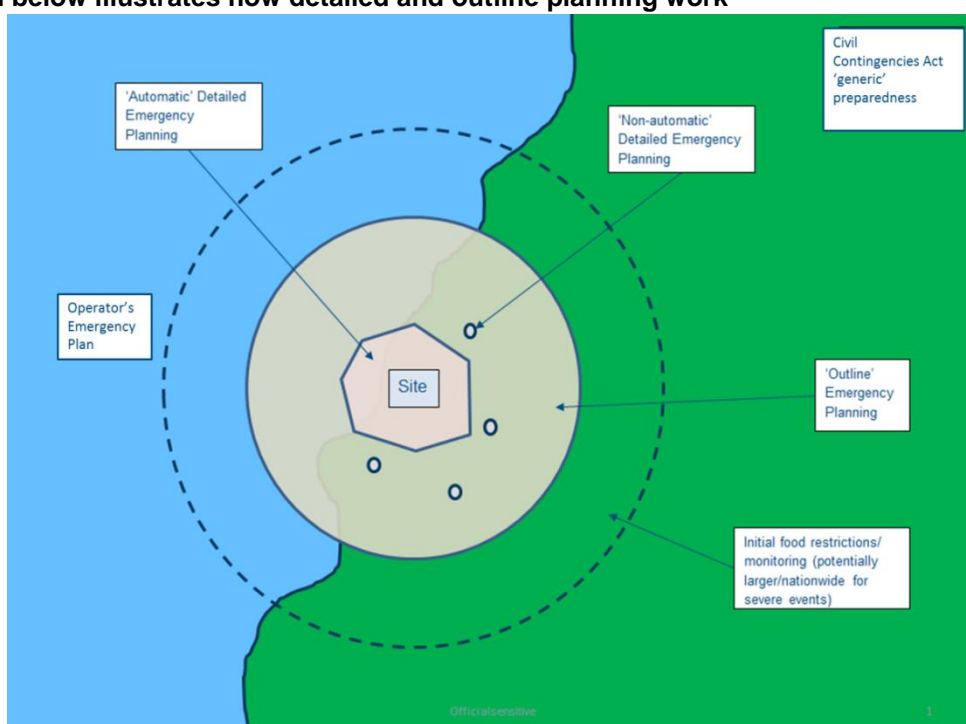 below illustrates how detailed and outline planning work
Civil
Contingencies Act
'generic'
preparedness
'Automatic' Detailed
Emergency
Planning
'Non-automatic'
Detailed Emergency
Planning
Operator's
Emergency
Plan
Site
'Outline'
Emergency
Planning
Initial food restrictions/
monitoring (potentially
larger/nationwide for
severe events)
Officialsensitive
1